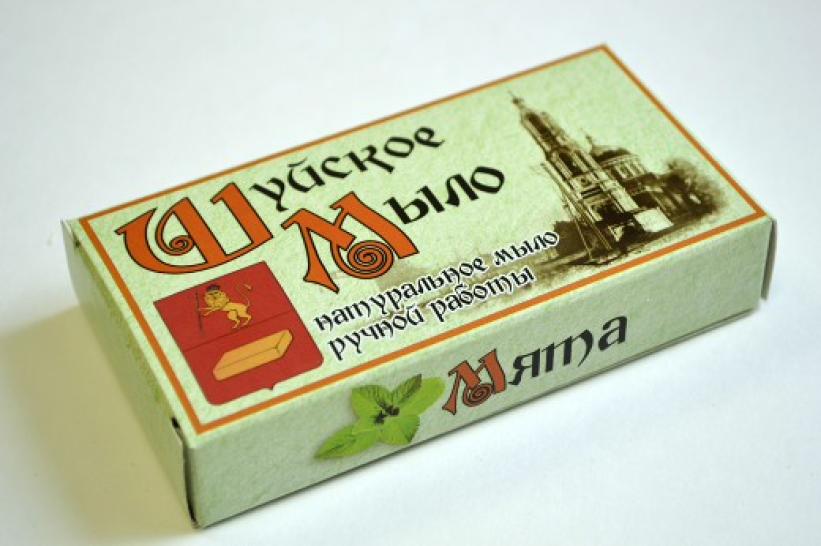 Шуйское
Мыло
натуральное мыло
ручной работы
Мята